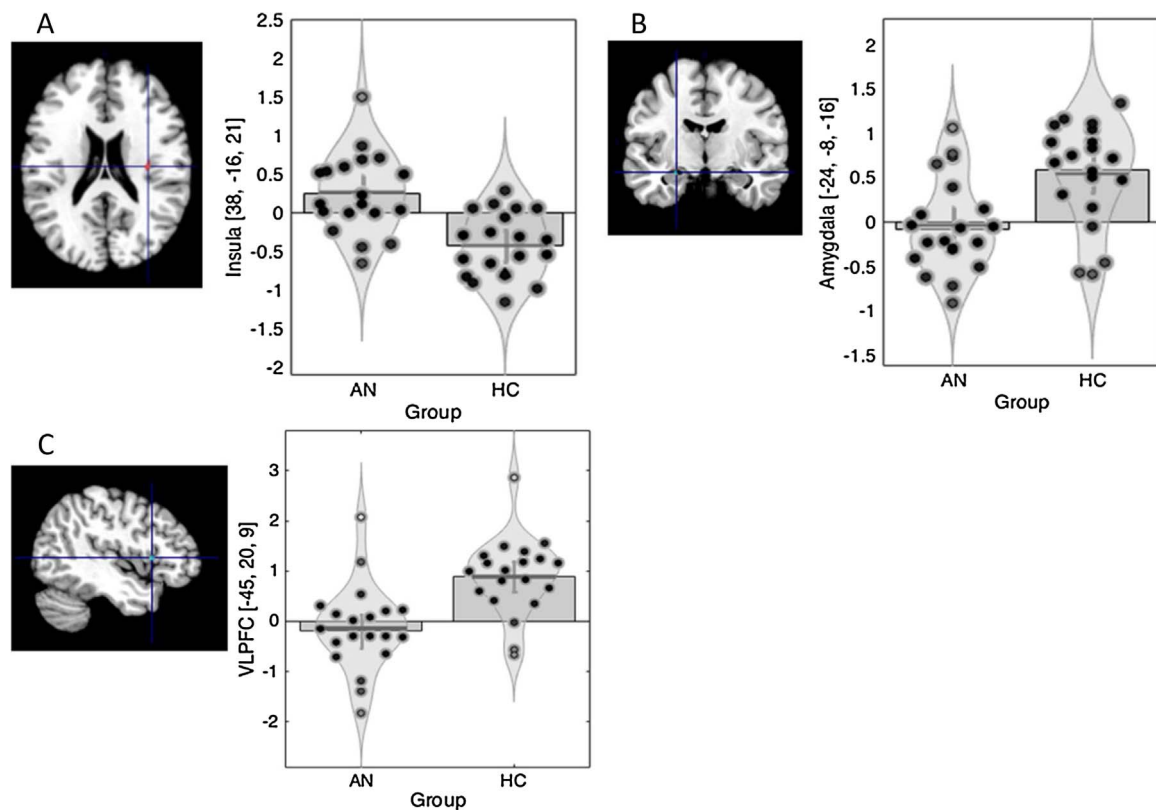 A
Insula [38, -16, 21]
2.5
2
1.5
1
0.5
0
-0.5
-1
-1.5
-2
AN HC
Group
B
Amygdala [-24, -8, -16]
2
1.5
1
0.5
0
-0.5
-1
-1.5
AN HC
Group
C
VLPFC [-45, 20, 9]
3
2
1
0
-1
-2
AN HC
Group